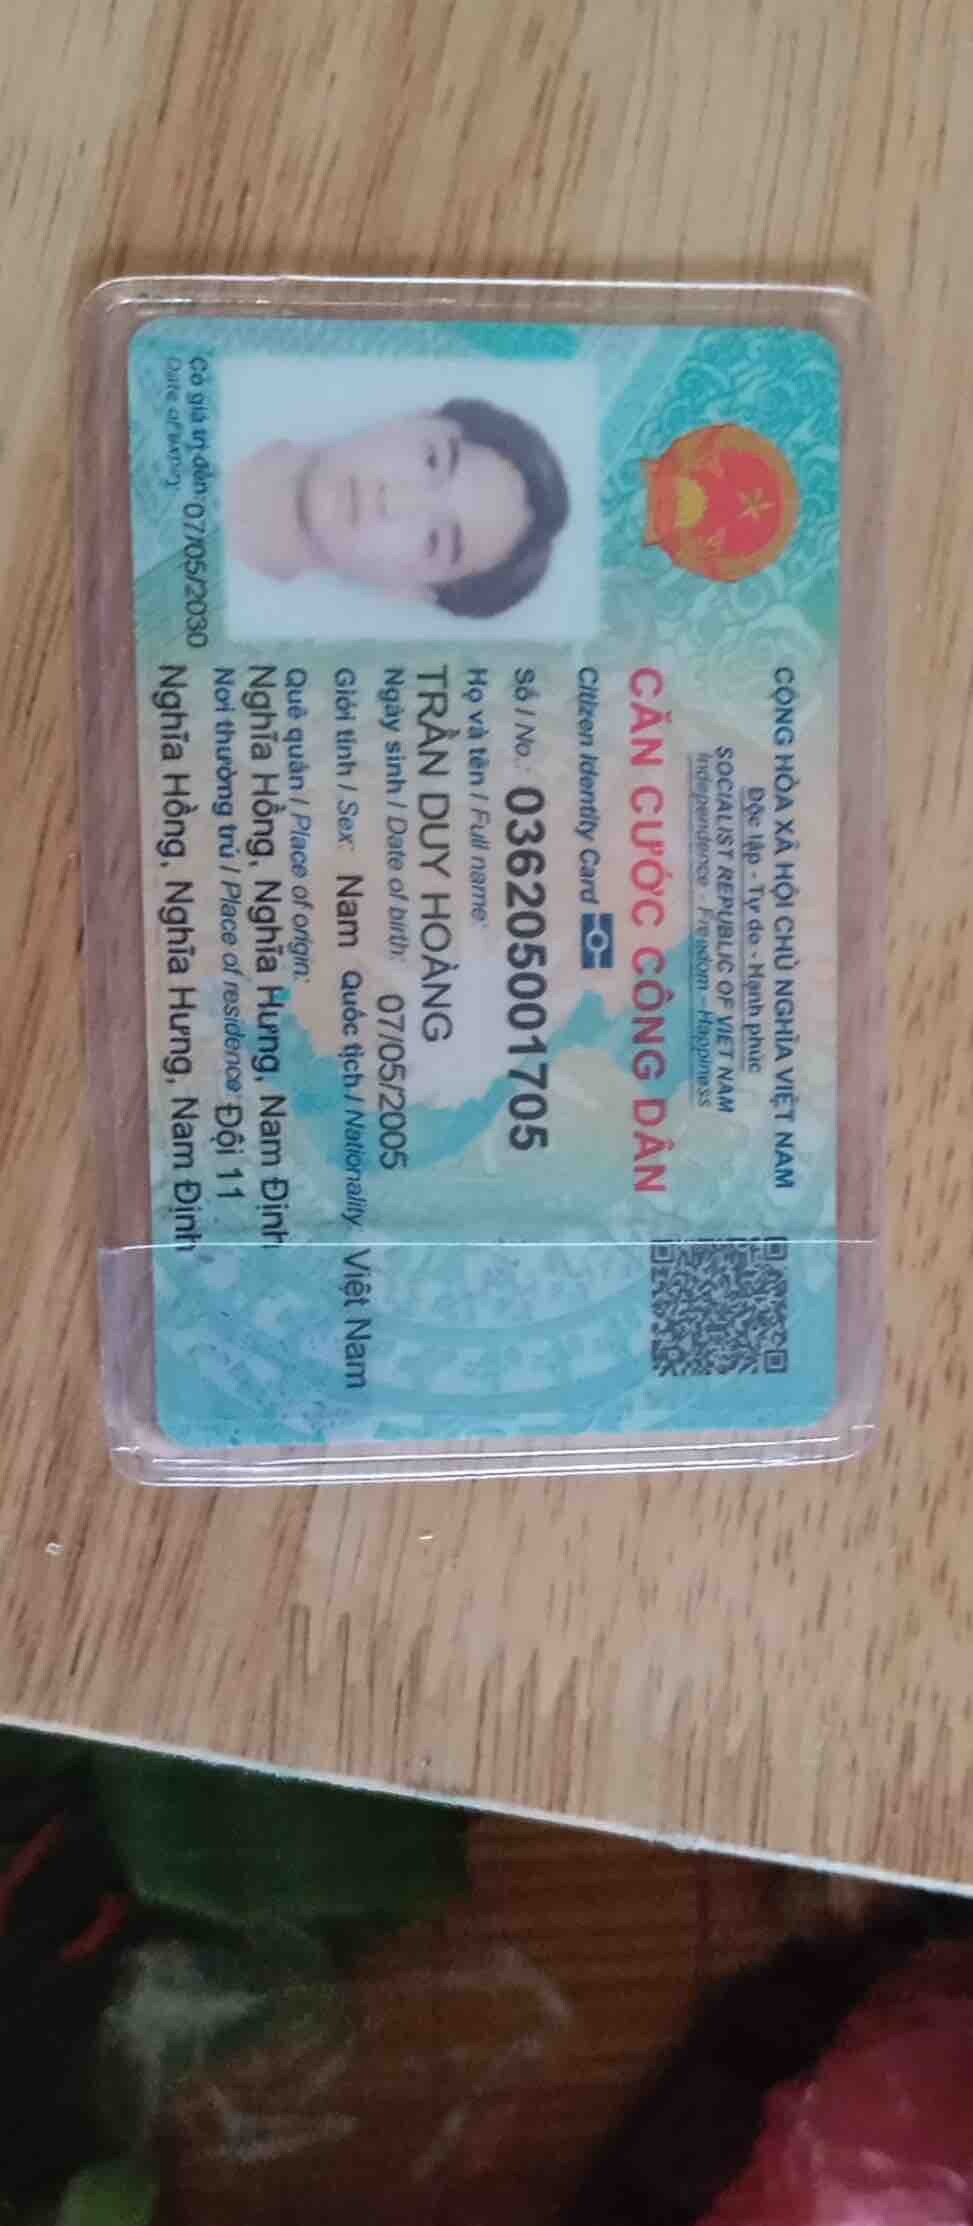 CỘNG HÒA XÃ HỘI CHỦ NGHĨA VIỆT NAM
Độc lập - Tự do - Hạnh phúc
SOCIALIST REPUBLIC OF VIET NAM
Independence - Freedom - Happiness
CĂN CƯỚC CÔNG DÂN
Citizen Identity Card
Số / No.: 036205001705
Họ và tên / Full name:
TRẦN DUY HOÀNG
Ngày sinh / Date of birth: 07/05/2005
Giới tính / Sex: Nam Quốc tịch / Nationality: Việt Nam
Quê quán / Place of origin:
Nghĩa Hồng, Nghĩa Hưng, Nam Định
Nơi thường trú / Place of residence: Đội 11
Nghĩa Hồng, Nghĩa Hưng, Nam Định
Có giá trị đến: 07/05/2030
Date of expiry